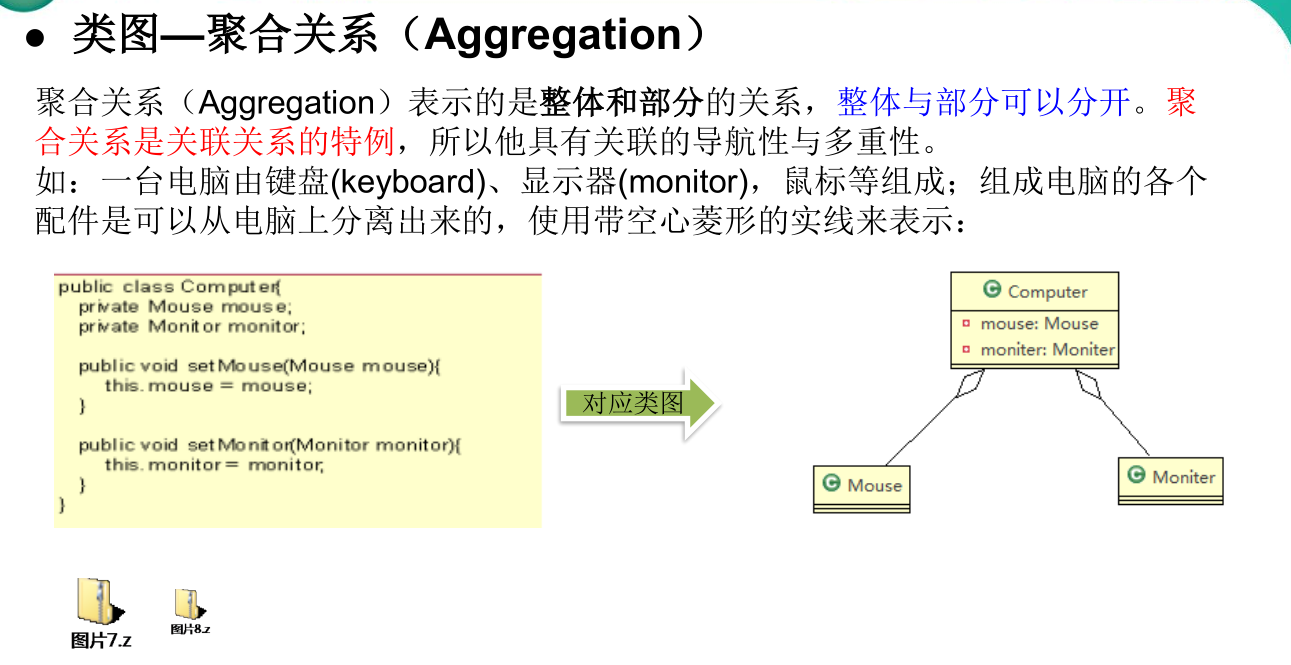 ● 类图—聚合关系（Aggregation）
聚合关系（Aggregation）表示的是整体和部分的关系，整体与部分可以分开。聚
合关系是关联关系的特例，所以他具有关联的导航性与多重性。
如：一台电脑由键盘(keyboard)、显示器(monitor)，鼠标等组成；组成电脑的各个
配件是可以从电脑上分离出来的，使用带空心菱形的实线来表示：
public class Computer{
private Mouse mouse;
private Monitor monitor;
public void setMouse(Mouse mouse){
this.mouse = mouse;
}
public void setMonitor(Monitor monitor){
this.monitor = monitor;
}
}
对应类图
C Computer
mouse: Mouse
moniter: Moniter
C Mouse
C Moniter
图片7.z
图片8.z